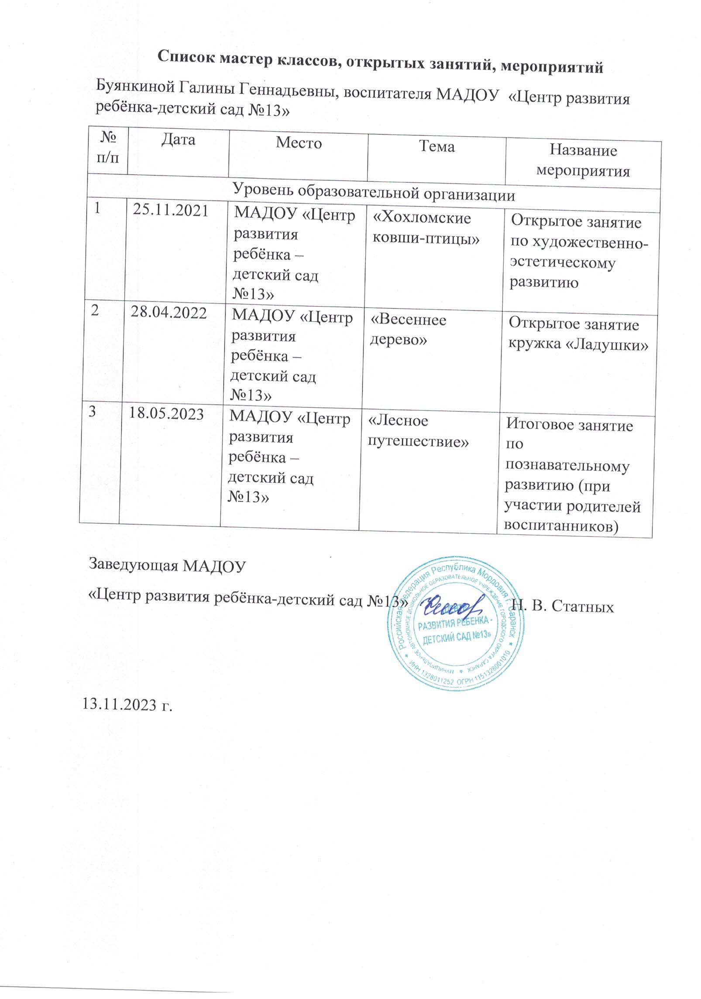 Список мастер классов, открытых занятий, мероприятий
Буянкиной Галины Геннадьевны, воспитателя МАДОУ «Центр развития
ребёнка-детский сад №13»
№
п/п
Дата
Место
Тема
Название
мероприятия
Уровень образовательной организации
1
25.11.2021
МАДОУ «Центр
развития
ребёнка –
детский сад
№13»
«Хохломские
ковши-птицы»
Открытое занятие
по художественно-
эстетическому
развитию
2
28.04.2022
МАДОУ «Центр
развития
ребёнка –
детский сад
№13»
«Весеннее
дерево»
Открытое занятие
кружка «Ладушки»
3
18.05.2023
МАДОУ «Центр
развития
ребёнка –
детский сад
№13»
«Лесное
путешествие»
Итоговое занятие
по
познавательному
развитию (при
участии родителей
воспитанников)
Заведующая МАДОУ
«Центр развития ребёнка-детский сад №13»
Н. В. Статных
Российская Федерация Республика Мордовия г. Саранск
ИНН 1328011252 ОГРН 1151328001010
МУНИЦИПАЛЬНОЕ АВТОНОМНОЕ ДОШКОЛЬНОЕ ОБРАЗОВАТЕЛЬНОЕ УЧРЕЖДЕНИЕ ГОРОДСКОГО ОКРУГА САРАНСК
РАЗВИТИЯ РЕБЕНКА -
ДЕТСКИЙ САД №13»
13.11.2023 г.